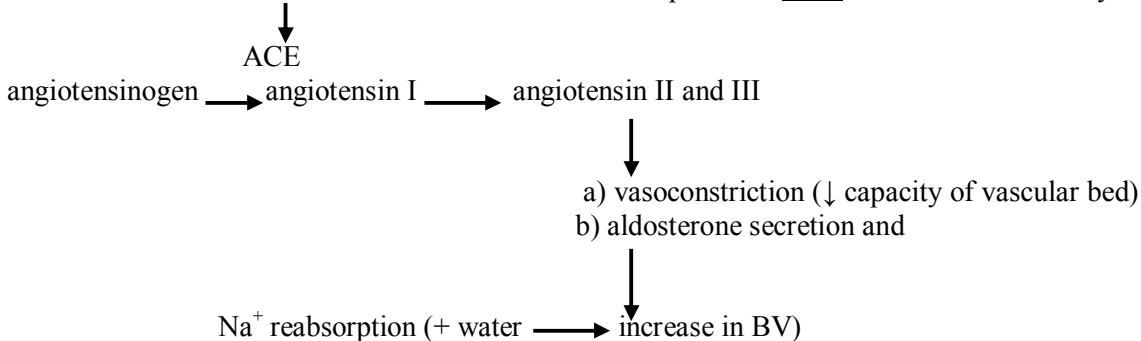 ACE
angiotensinogen angiotensin I angiotensin II and III
a) vasoconstriction (↓ capacity of vascular bed)
b) aldosterone secretion and
Na⁺ reabsorption (+ water increase in BV)